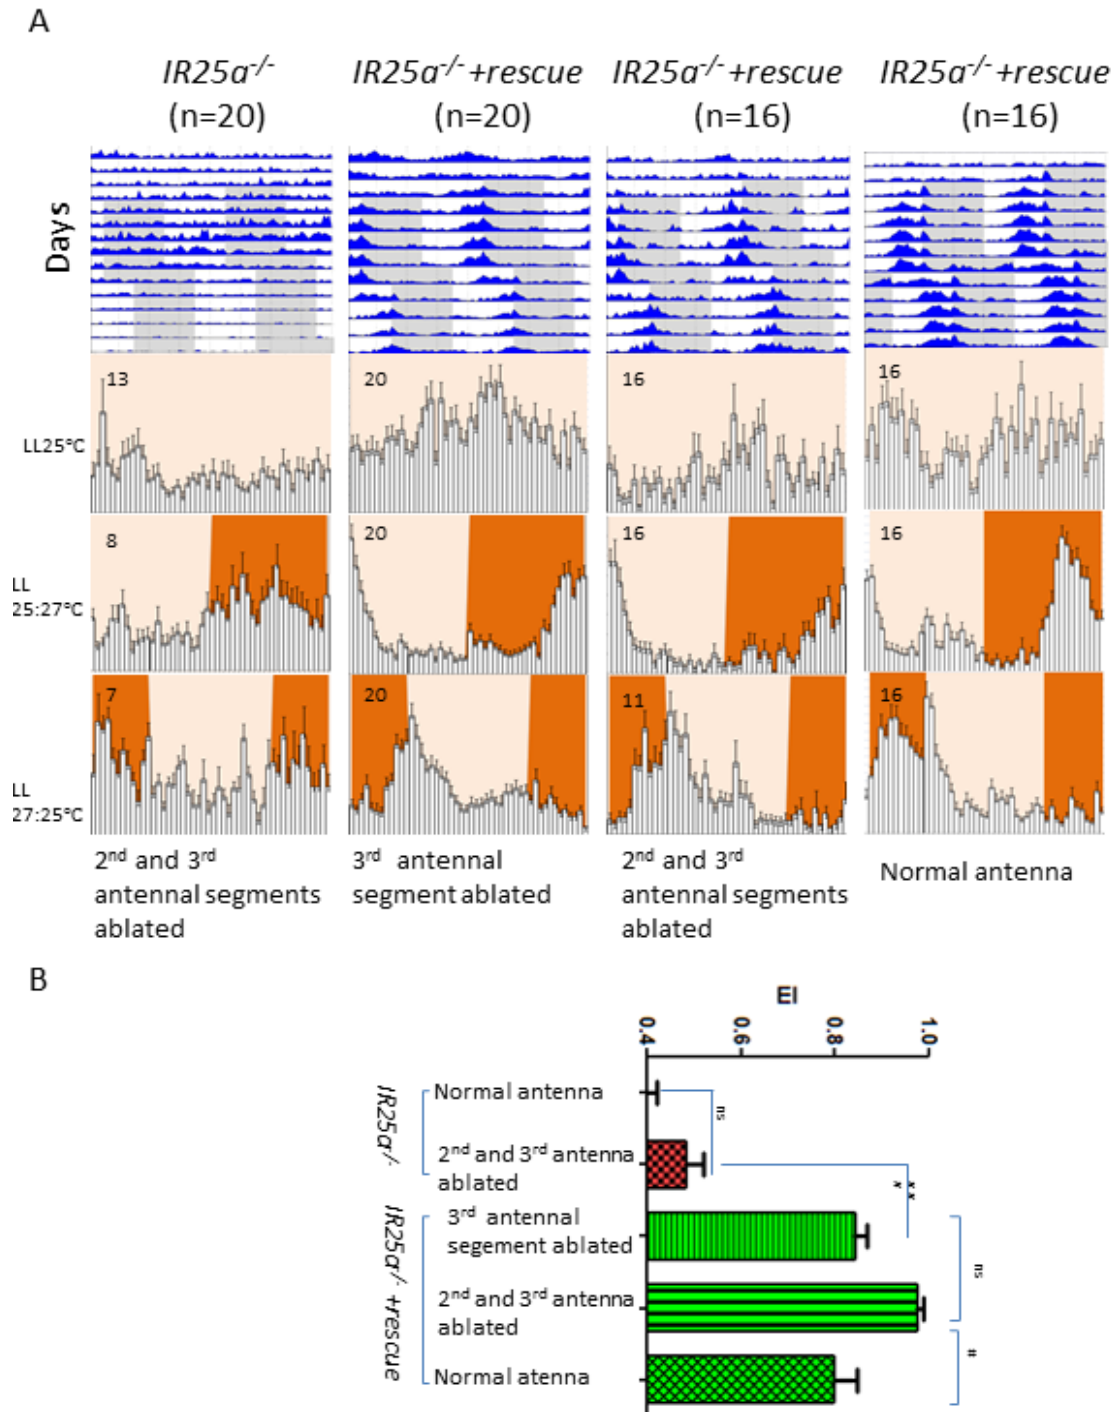 A
IR25a-/-
(n=20)
IR25a-/- +rescue
(n=20)
IR25a-/- +rescue
(n=16)
IR25a-/- +rescue
(n=16)
Days
LL25°C
13
20
16
16
LL
25:27°C
8
20
16
16
LL
27:25°C
7
20
11
16
2nd and 3rd
antennal segments
ablated
3rd antennal
segment ablated
2nd and 3rd
antennal segments
ablated
Normal antenna
B
EI
0.4
0.6
0.8
1.0
IR25a-/-
Normal antenna
2nd and 3rd antenna
ablated
IR25a-/- +rescue
3rd antennal
segement ablated
2nd and 3rd antenna
ablated
Normal atenna
ns
***
ns